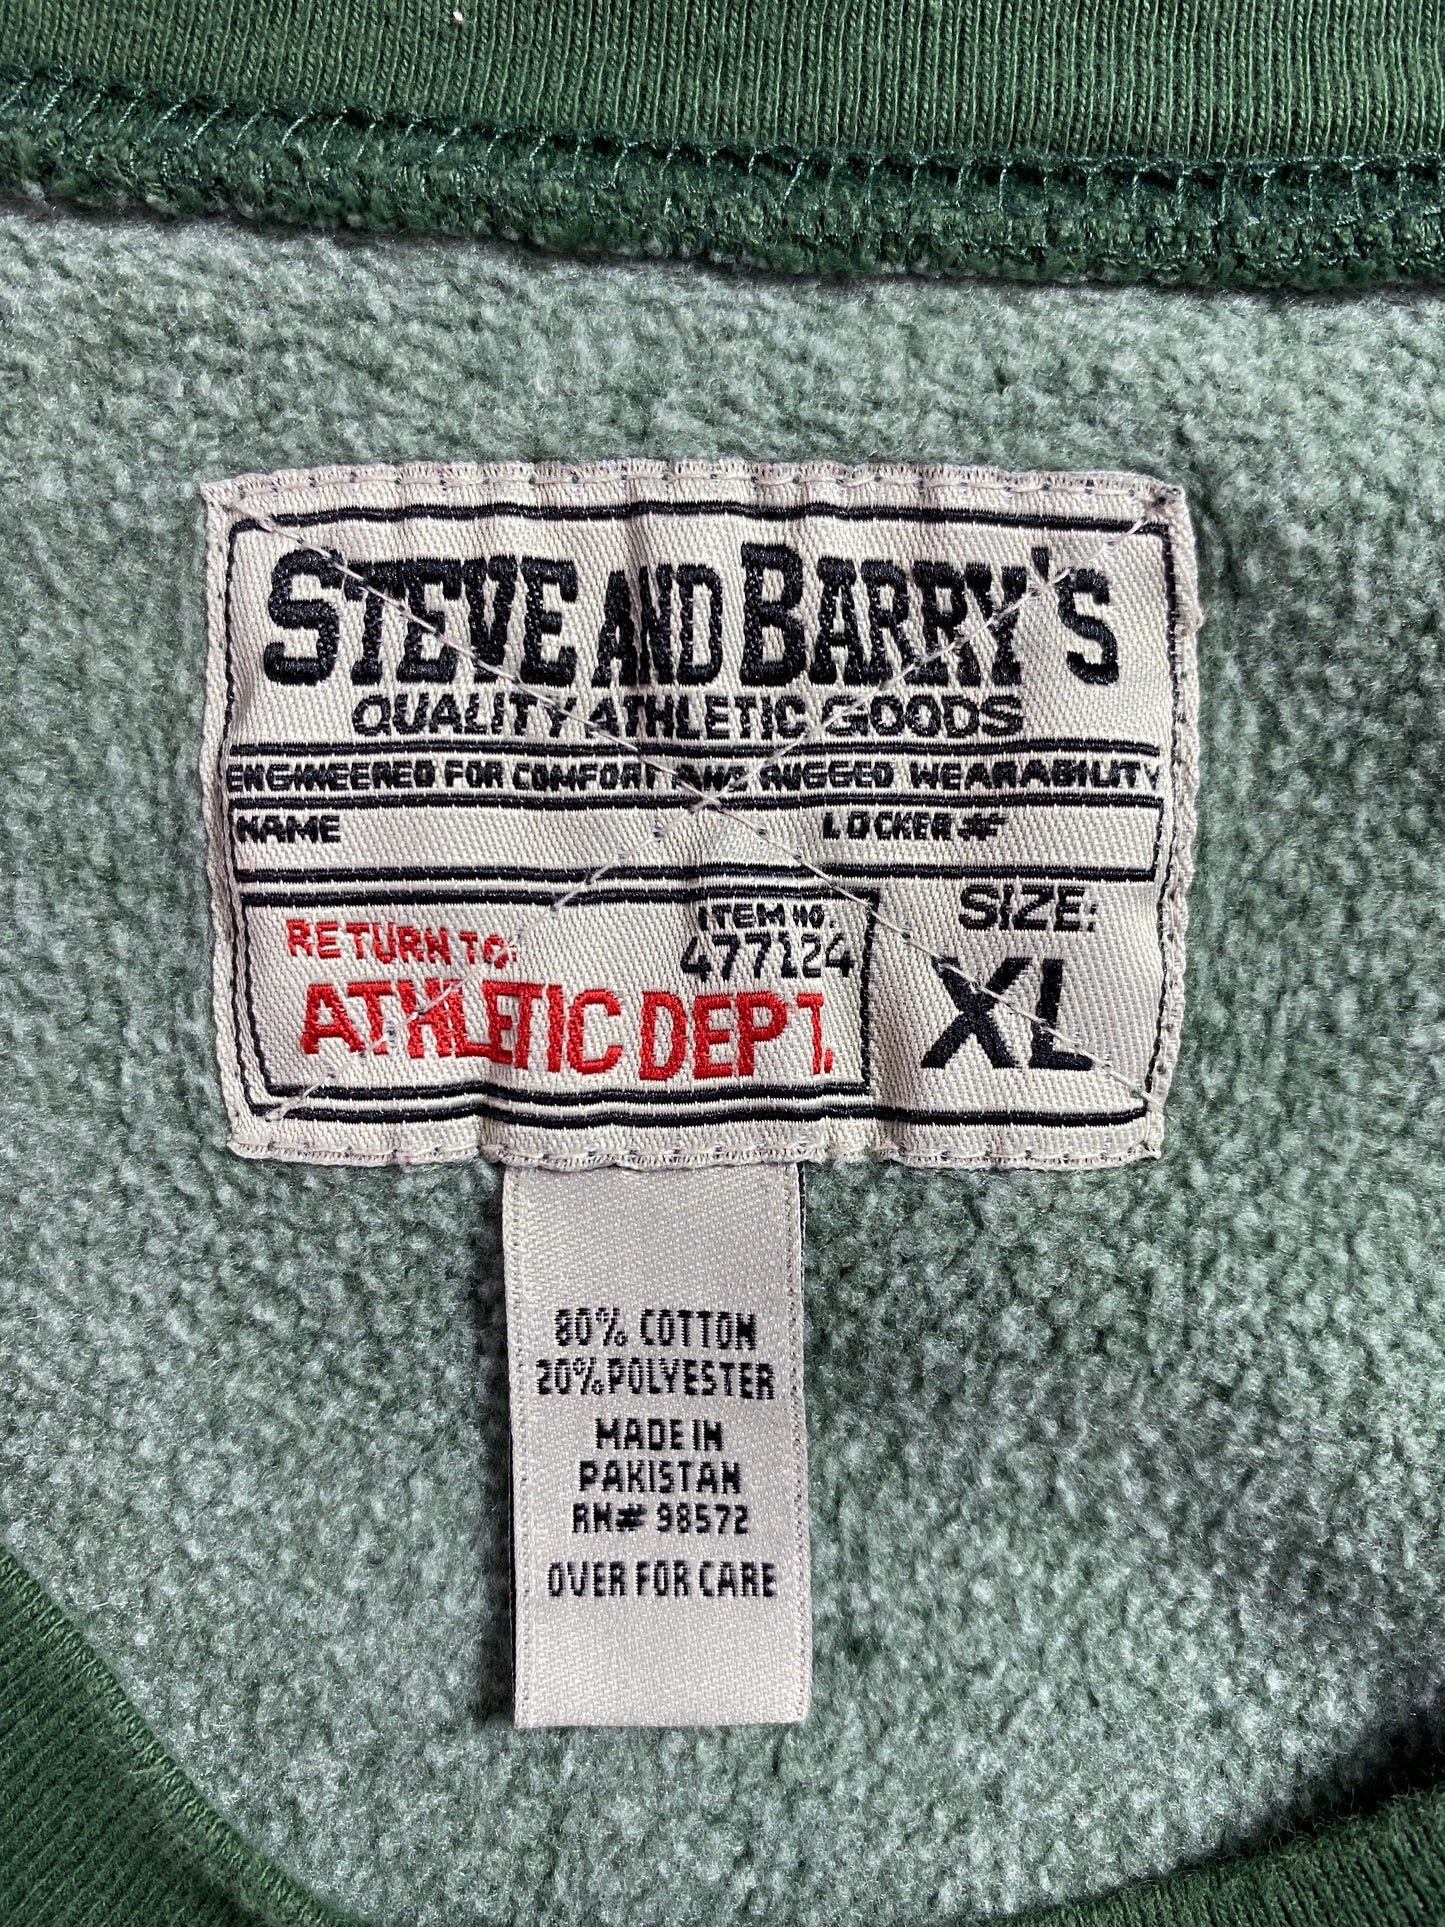 STEVE AND BARRY'S
QUALITY ATHLETIC GOODS
ENGINEERED FOR COMFORT AND RUGGED WEARABILITY
NAME LOCKER #
RETURN TO:
ATHLETIC DEPT.
ITEM NO.
477124
SIZE:
XL
80% COTTON
20% POLYESTER
MADE IN
PAKISTAN
RN# 98572
OVER FOR CARE